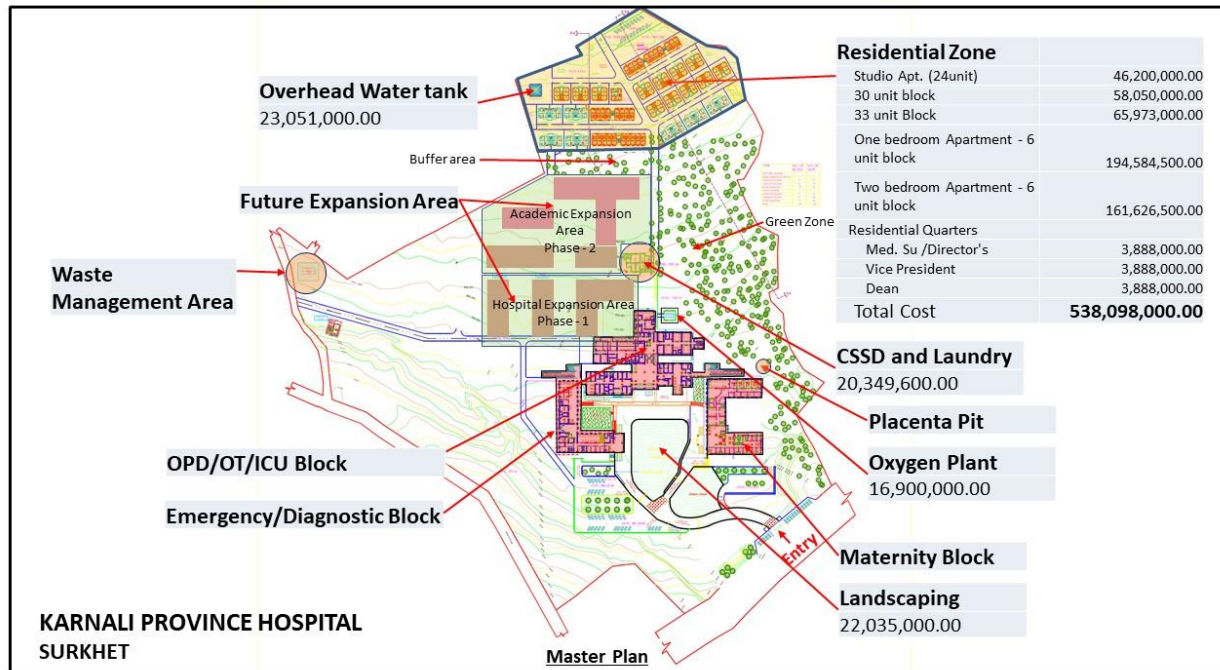 Overhead Water tank
23,051,000.00
Buffer area
Future Expansion Area
Academic Expansion
Area
Phase - 2
Hospital Expansion Area
Phase - 1
Green Zone
Waste
Management Area
OPD/OT/ICU Block
Emergency/Diagnostic Block
Residential Zone
Studio Apt. (24unit) 46,200,000.00
30 unit block 58,050,000.00
33 unit Block 65,973,000.00
One bedroom Apartment - 6
unit block 194,584,500.00
Two bedroom Apartment - 6
unit block 161,626,500.00
Residential Quarters
Med. Su /Director's 3,888,000.00
Vice President 3,888,000.00
Dean 3,888,000.00
Total Cost 538,098,000.00
CSSD and Laundry
20,349,600.00
Placenta Pit
Oxygen Plant
16,900,000.00
Maternity Block
Entry
Landscaping
22,035,000.00
KARNALI PROVINCE HOSPITAL
SURKHET
Master Plan